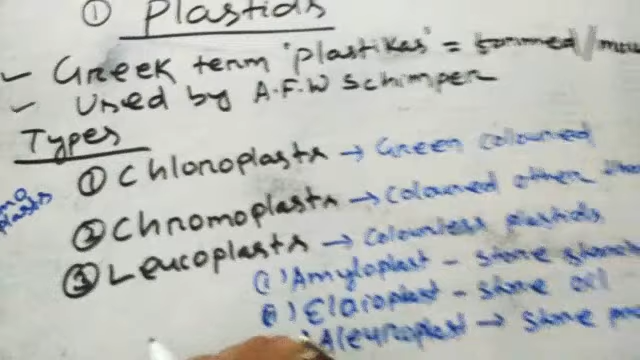 ① Plastids
Greek term 'plastikas' = formed/
Used by A.F.W Schimper
Types
① Chloroplasts → Green coloured
② Chromoplasts → Coloured other
③ Leucoplasts → Colourless plastids
(i) Amyloplast - store starch
(ii) Elaioplast - store oil
Aleuroplast → store